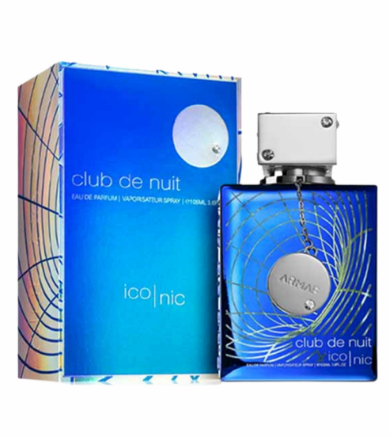 club de nuit
EAU DE PARFUM | VAPORISATEUR SPRAY |
ico|nic
ARMAF
club de nuit
ico|nic